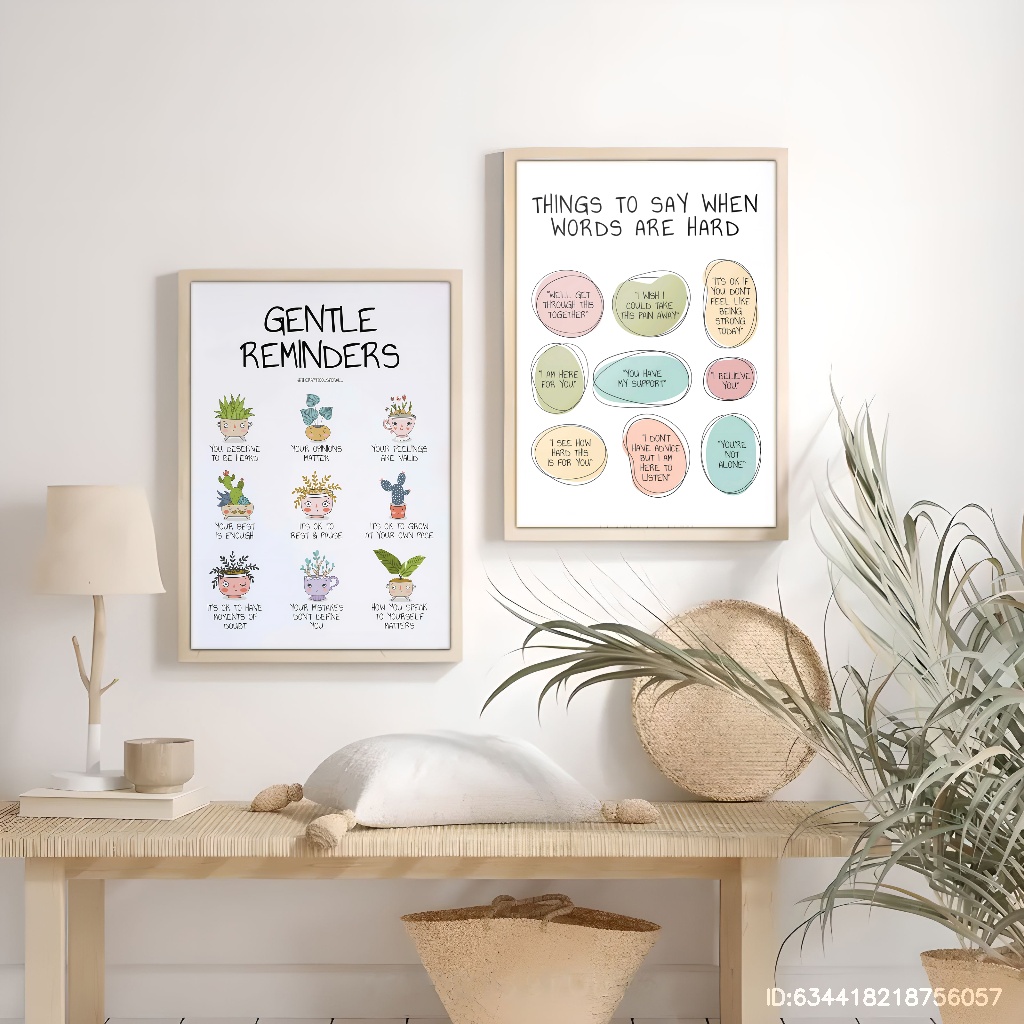 GENTLE
REMINDERS
YOU DESERVE
TO BE HEARD
YOUR OPINIONS
MATTER
YOUR FEELINGS
ARE VALID
YOUR BEST
IS ENOUGH
IT'S OK TO
REST & PAUSE
IT'S OK TO GROW
AT YOUR OWN PACE
IT'S OK TO HAVE
MOMENTS OF
DOUBT
YOUR MISTAKES
DON'T DEFINE
YOU
HOW YOU SPEAK
TO YOURSELF
MATTERS
THINGS TO SAY WHEN
WORDS ARE HARD
"WE'LL GET
THROUGH THIS
TOGETHER"
"I WISH I
COULD TAKE
THIS PAIN AWAY"
"IT'S OK IF
YOU DON'T
FEEL LIKE
BEING
STRONG
TODAY"
"I AM HERE
FOR YOU"
"YOU HAVE
MY SUPPORT"
"I BELIEVE
YOU"
"I SEE HOW
HARD THIS
IS FOR YOU"
"I DON'T
HAVE ADVICE
BUT I AM
HERE TO
LISTEN"
"YOU'RE
NOT
ALONE"
ID:634418218756057